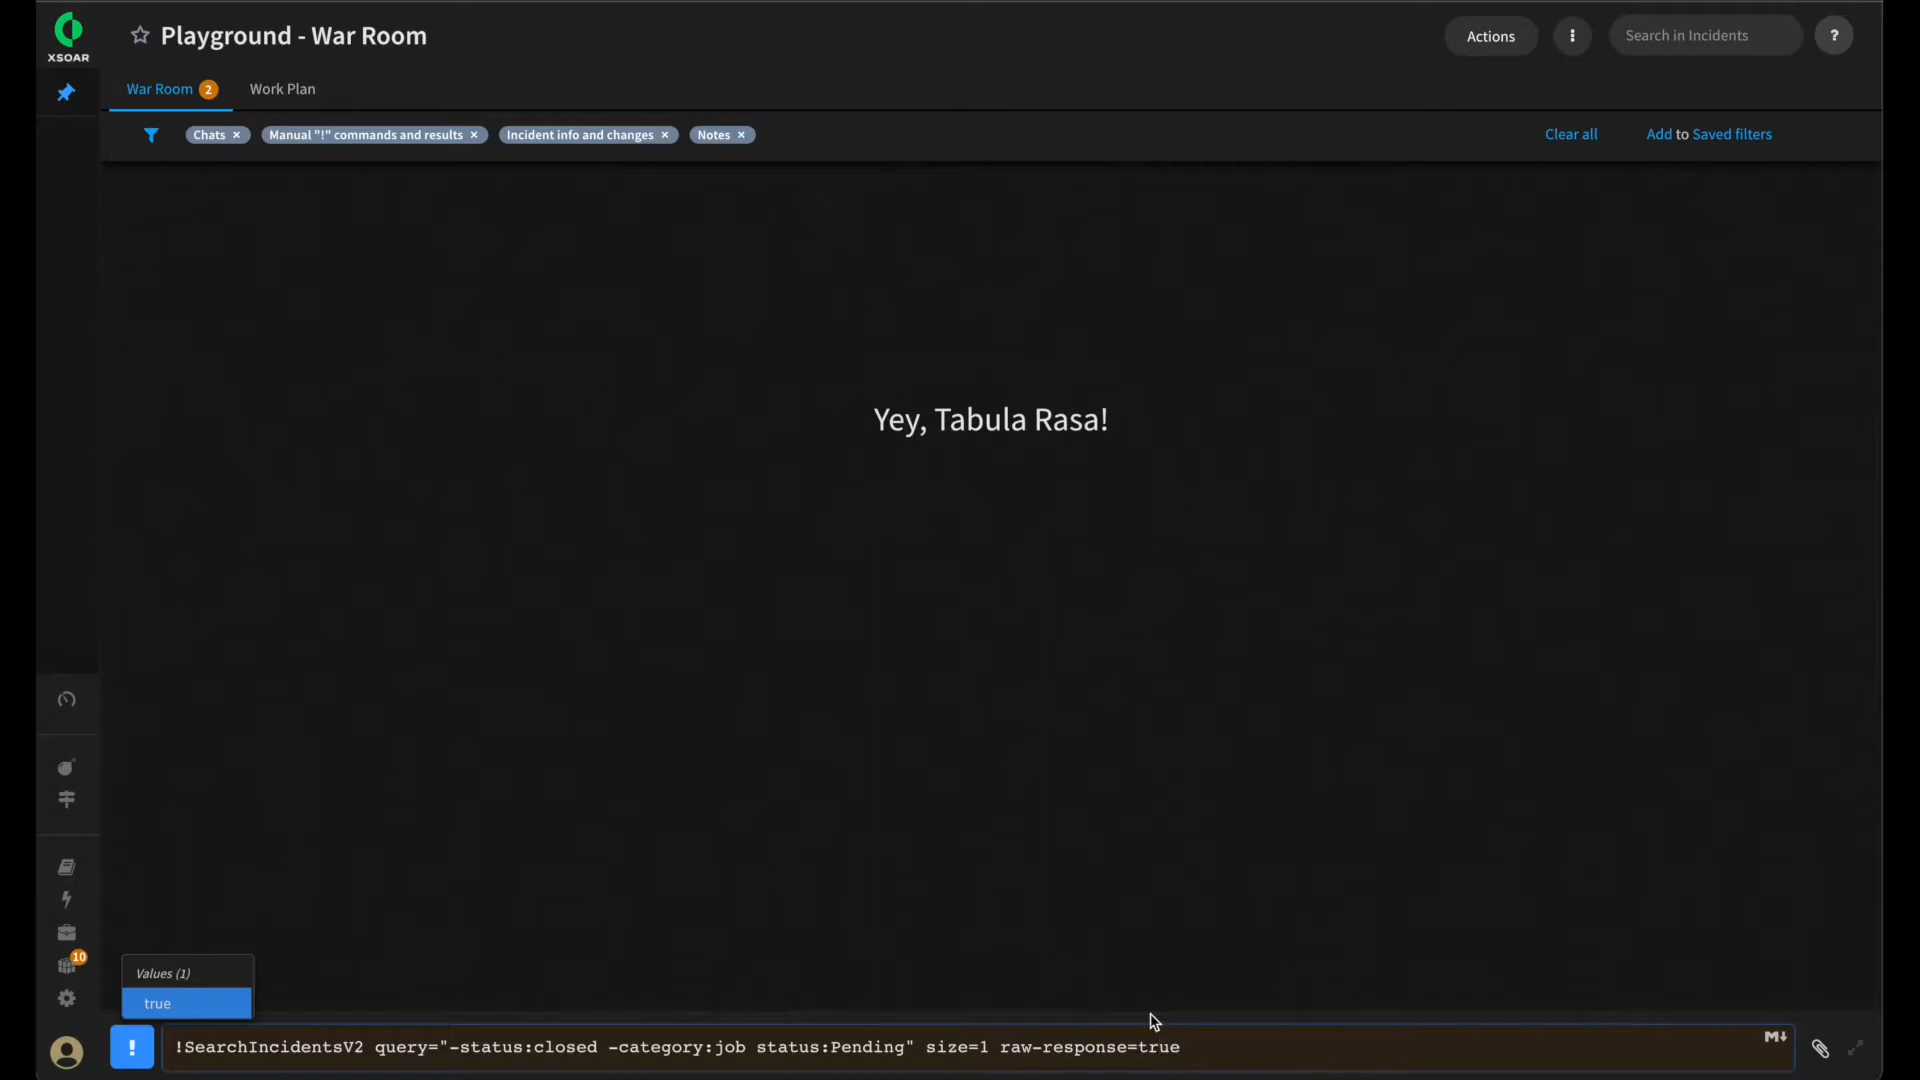 XSOAR
Playground - War Room
Actions
Search in Incidents
?
War Room 2
Work Plan
Chats ×
Manual "!" commands and results ×
Incident info and changes ×
Notes ×
Clear all
Add to Saved filters
Yey, Tabula Rasa!
10
Values (1)
true
!
!SearchIncidentsV2 query="-status:closed -category:job status:Pending" size=1 raw-response=true
M↓